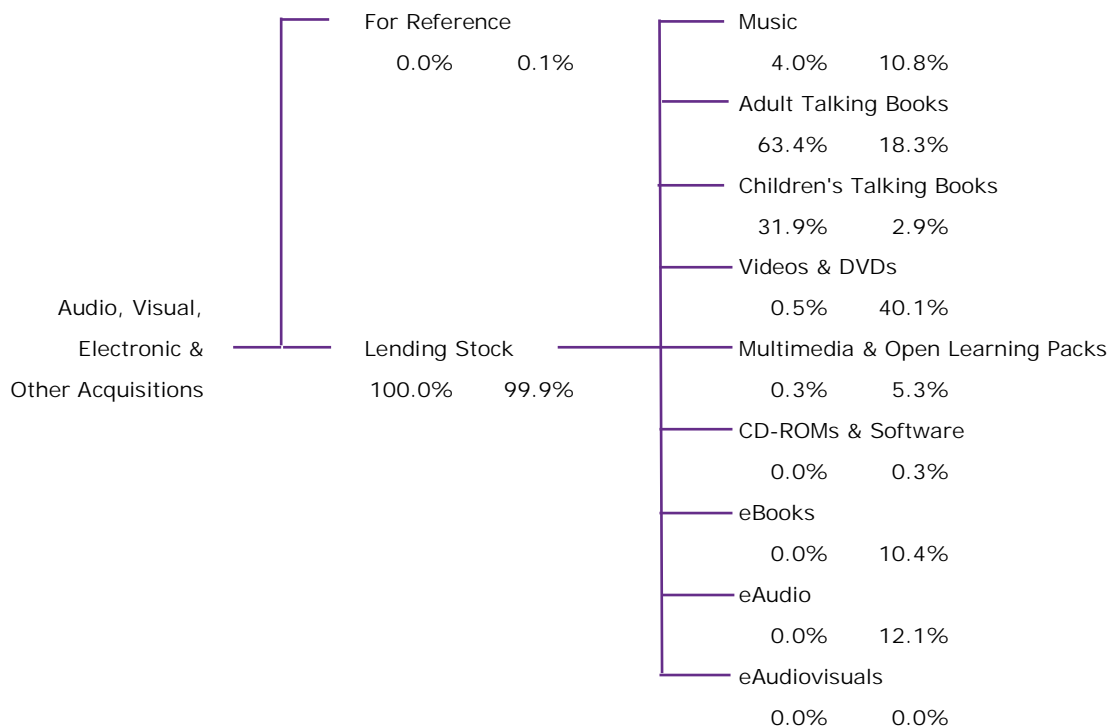 For Reference
0.0% 0.1%
Audio, Visual,
Electronic &
Other Acquisitions
Lending Stock
100.0% 99.9%
Music
4.0% 10.8%
Adult Talking Books
63.4% 18.3%
Children's Talking Books
31.9% 2.9%
Videos & DVDs
0.5% 40.1%
Multimedia & Open Learning Packs
0.3% 5.3%
CD-ROMs & Software
0.0% 0.3%
eBooks
0.0% 10.4%
eAudio
0.0% 12.1%
eAudiovisuals
0.0% 0.0%